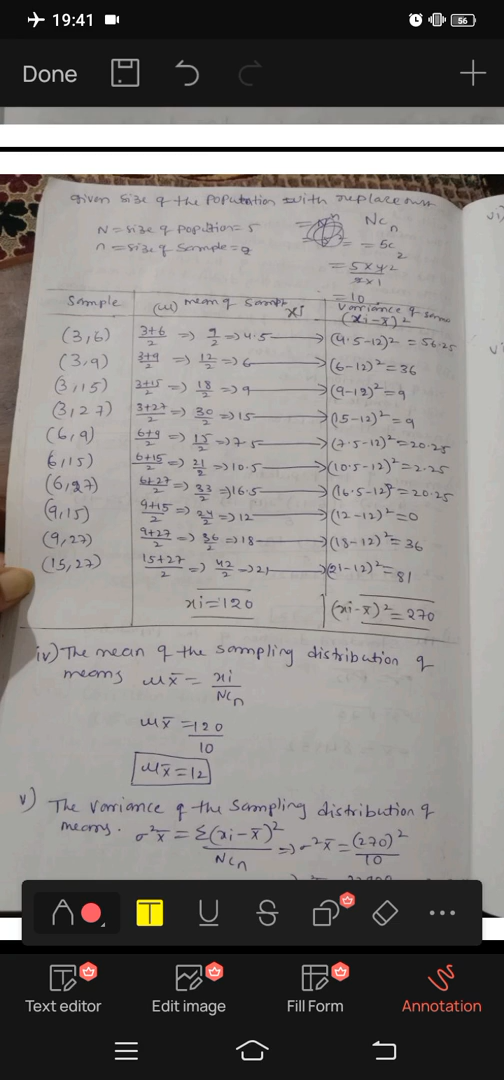 19:41
56
Done
given size of the population with replacement
N = size of popltion = 5
n = size of sample = 2
Ncn
= 5c2
= 5×4 2
2×1
= 10
Sample
(iii) mean of sampl xi
variance of
(xi-x̄)²
(3,6) 3+6/2 => 9/2 => 4.5 → (4.5-12)² = 56.25
(3,9) 3+9/2 => 12/2 => 6 → (6-12)² = 36
(3,15) 3+15/2 => 18/2 => 9 → (9-12)² = 9
(3,27) 3+27/2 => 30/2 => 15 → (15-12)² = 9
(6,9) 6+9/2 => 15/2 => 7.5 → (7.5-12)² = 20.25
(6,15) 6+15/2 => 21/2 => 10.5 → (10.5-12)² = 2.25
(6,27) 6+27/2 => 33/2 => 16.5 → (16.5-12)² = 20.25
(9,15) 9+15/2 => 24/2 => 12 → (12-12)² = 0
(9,27) 9+27/2 => 36/2 => 18 → (18-12)² = 36
(15,27) 15+27/2 => 42/2 => 21 → (21-12)² = 81
xi = 120
(xi-x̄)² = 270
iv) The mean of the sampling distribution of
means μx̄ = xi/Ncn
μx̄ = 120/10
μx̄ = 12
v) The variance of the sampling distribution of
means. σ²x̄ = Σ(xi-x̄)²/Ncn => σ²x̄ = (270)²/10
T
U
S
Text editor
Edit image
Fill Form
Annotation